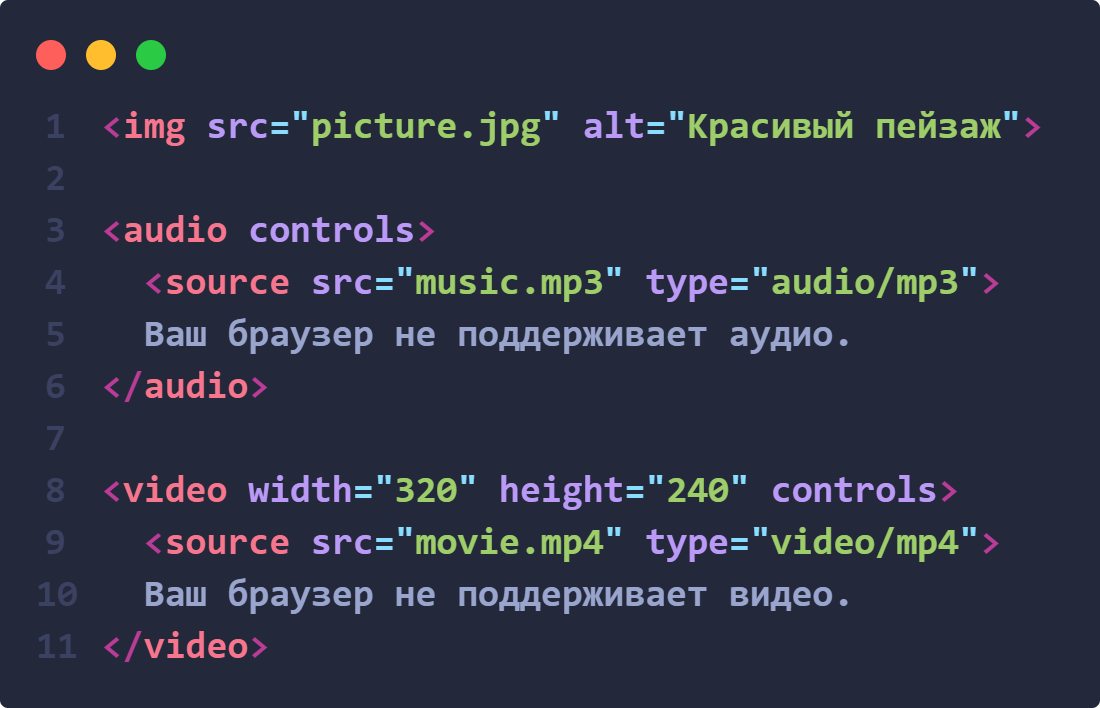 1 <img src="picture.jpg" alt="Красивый пейзаж">
2
3 <audio controls>
4   <source src="music.mp3" type="audio/mp3">
5   Ваш браузер не поддерживает аудио.
6 </audio>
7
8 <video width="320" height="240" controls>
9   <source src="movie.mp4" type="video/mp4">
10   Ваш браузер не поддерживает видео.
11 </video>